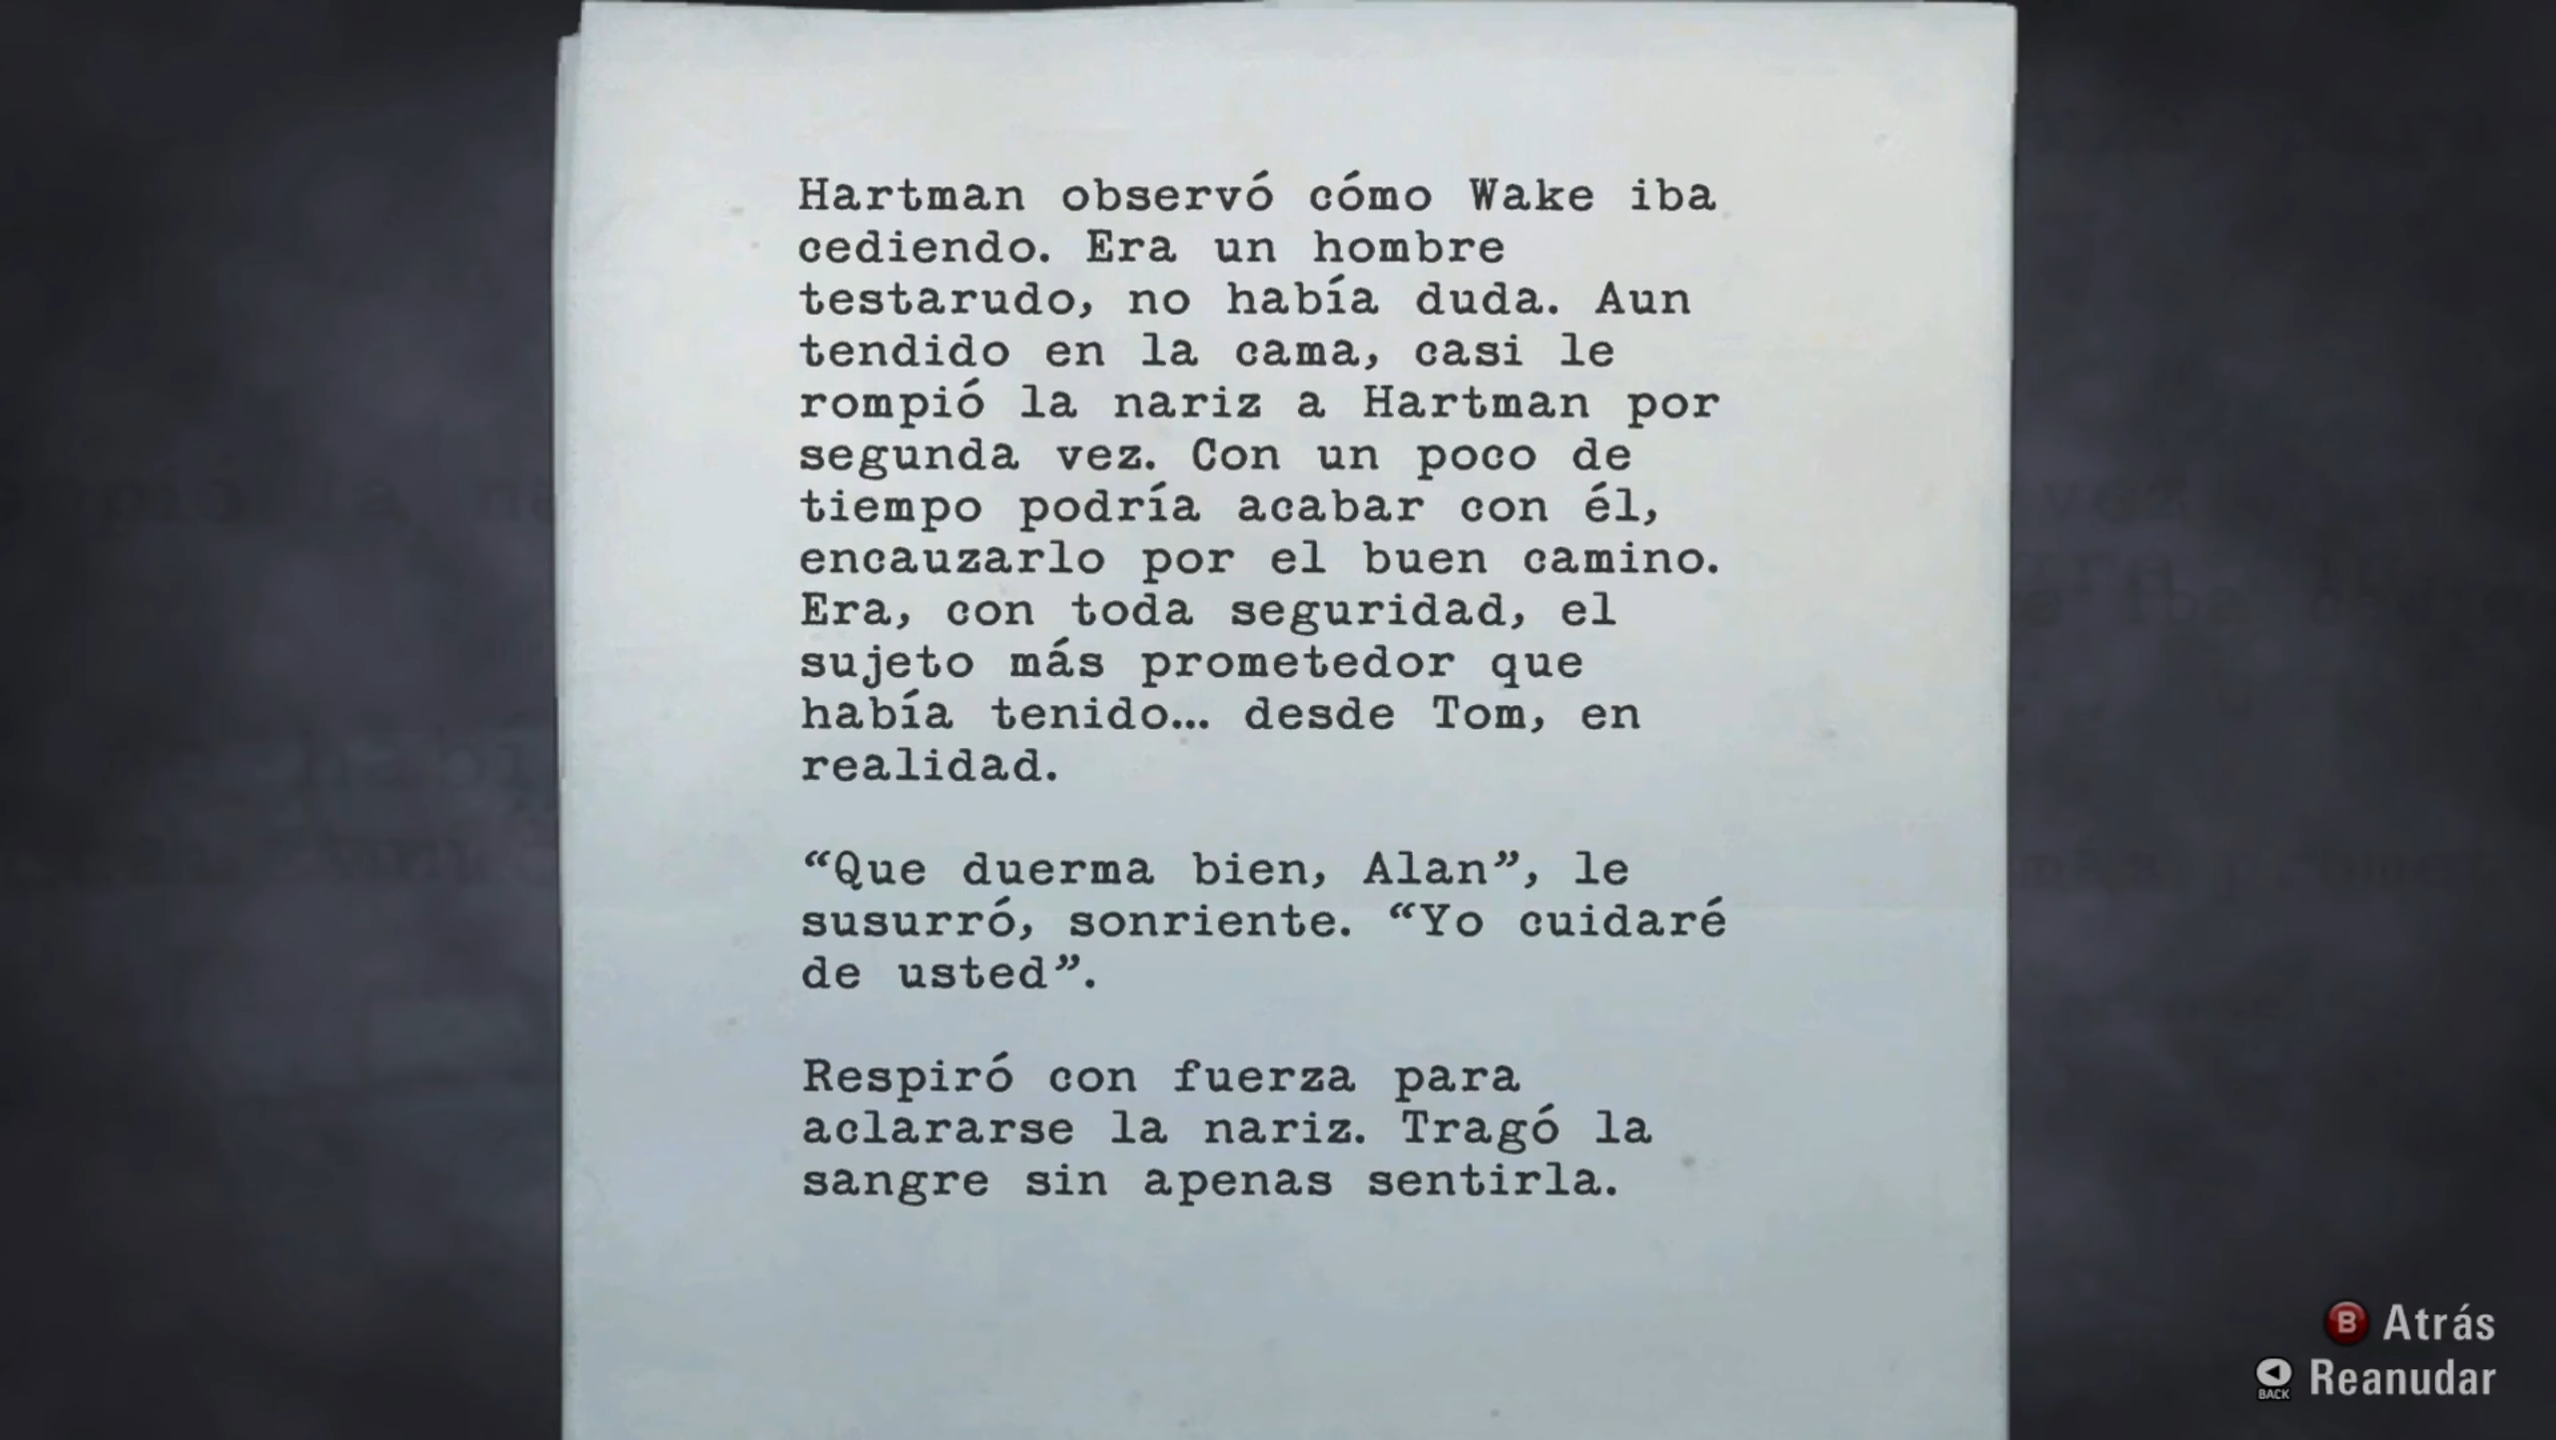 Hartman observó cómo Wake iba
cediendo. Era un hombre
testarudo, no había duda. Aun
tendido en la cama, casi le
rompió la nariz a Hartman por
segunda vez. Con un poco de
tiempo podría acabar con él,
encauzarlo por el buen camino.
Era, con toda seguridad, el
sujeto más prometedor que
había tenido... desde Tom, en
realidad.
“Que duerma bien, Alan”, le
susurró, sonriente. “Yo cuidaré
de usted”.
Respiró con fuerza para
aclararse la nariz. Tragó la
sangre sin apenas sentirla.
B Atrás
BACK Reanudar